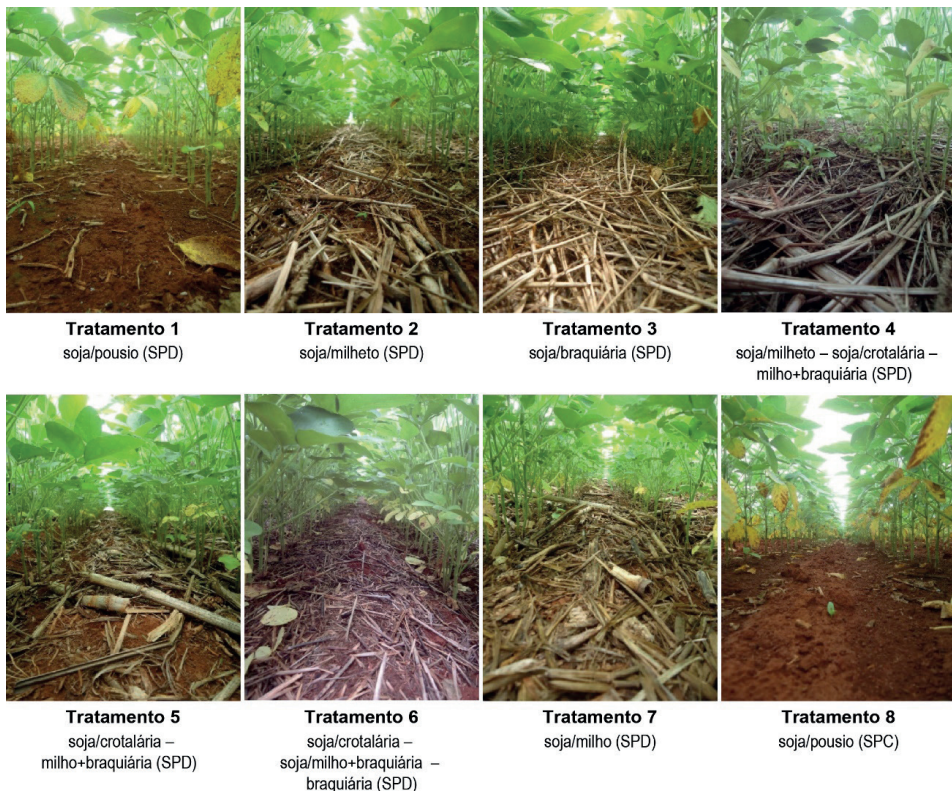 Tratamento 1
soja/pousio (SPD)
Tratamento 2
soja/milheto (SPD)
Tratamento 3
soja/braquiária (SPD)
Tratamento 4
soja/milheto – soja/crotalária –
milho+braquiária (SPD)
Tratamento 5
soja/crotalária –
milho+braquiária (SPD)
Tratamento 6
soja/crotalária –
soja/milho+braquiária –
braquiária (SPD)
Tratamento 7
soja/milho (SPD)
Tratamento 8
soja/pousio (SPC)